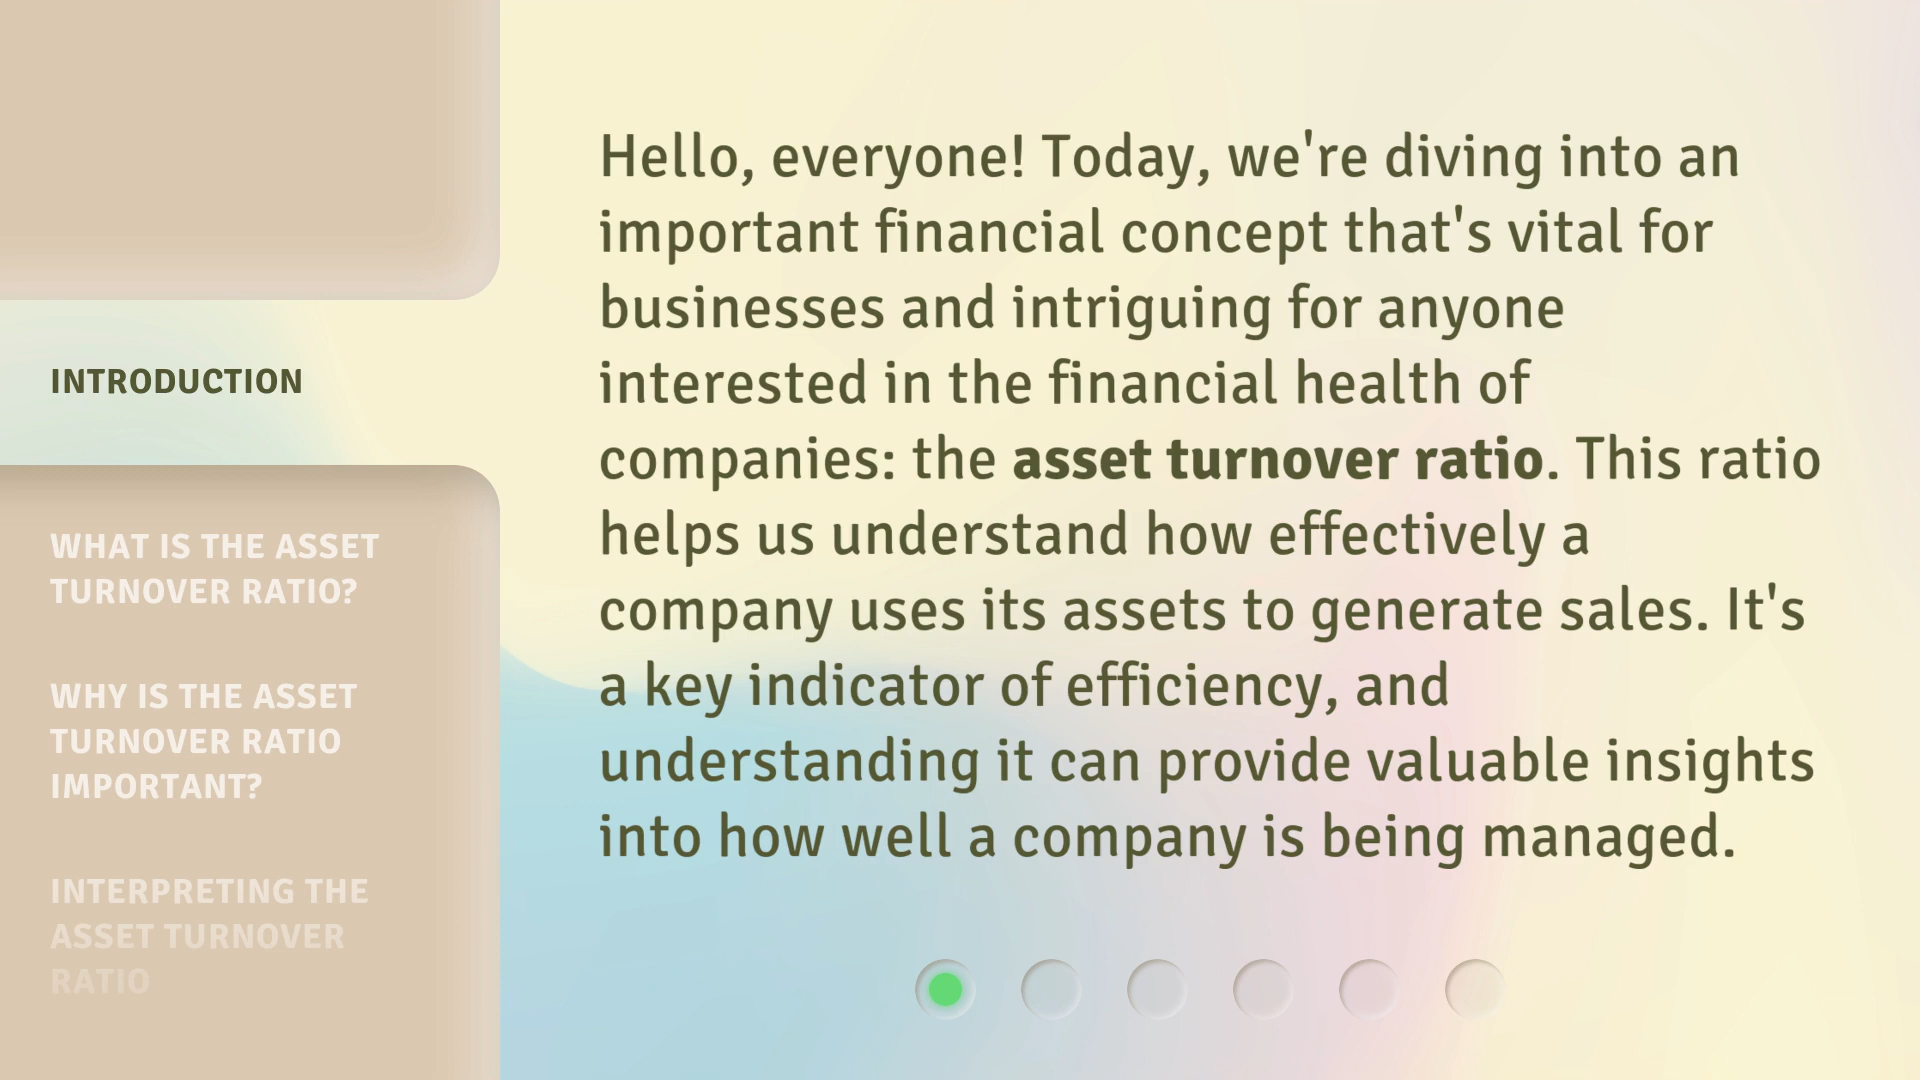 INTRODUCTION
WHAT IS THE ASSET
TURNOVER RATIO?
WHY IS THE ASSET
TURNOVER RATIO
IMPORTANT?
INTERPRETING THE
ASSET TURNOVER
RATIO
Hello, everyone! Today, we're diving into an
important financial concept that's vital for
businesses and intriguing for anyone
interested in the financial health of
companies: the asset turnover ratio. This ratio
helps us understand how effectively a
company uses its assets to generate sales. It's
a key indicator of efficiency, and
understanding it can provide valuable insights
into how well a company is being managed.